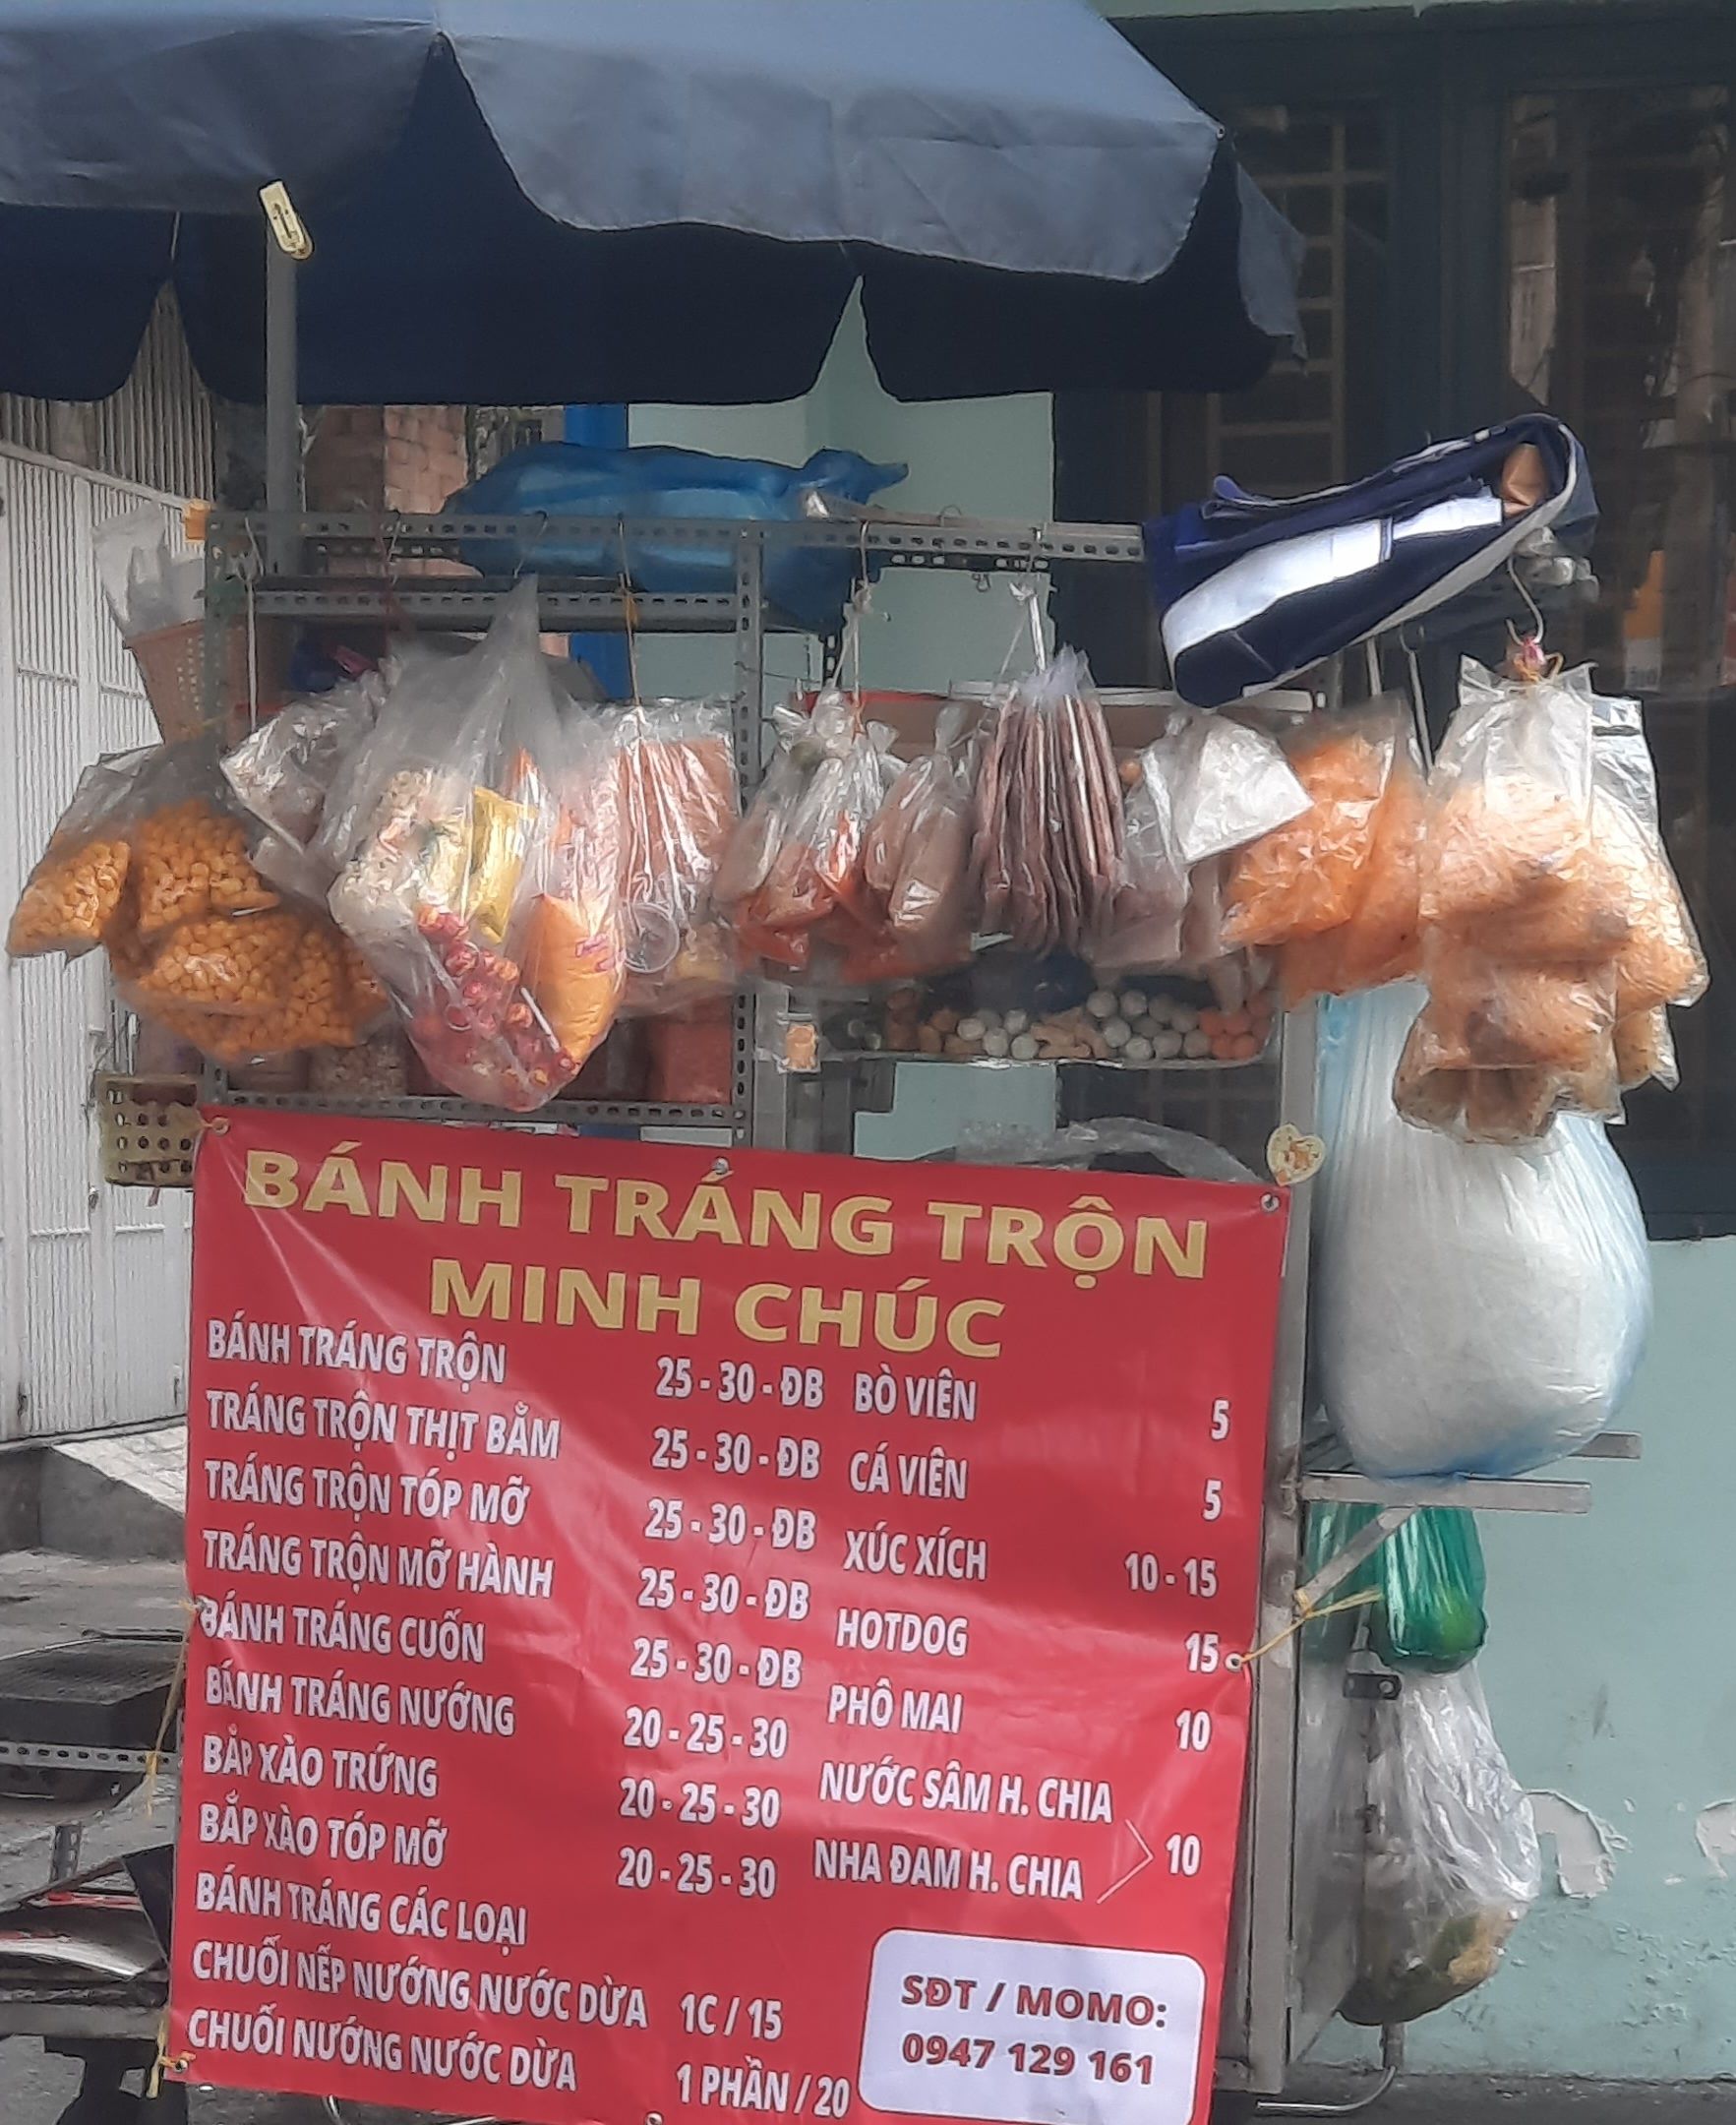 BÁNH TRÁNG TRỘN
MINH CHÚC
BÁNH TRÁNG TRỘN 25 - 30 - ĐB
TRÁNG TRỘN THỊT BẰM 25 - 30 - ĐB
TRÁNG TRỘN TÓP MỠ 25 - 30 - ĐB
TRÁNG TRỘN MỠ HÀNH 25 - 30 - ĐB
BÁNH TRÁNG CUỐN 25 - 30 - ĐB
BÁNH TRÁNG NƯỚNG 20 - 25 - 30
BẮP XÀO TRỨNG 20 - 25 - 30
BẮP XÀO TÓP MỠ 20 - 25 - 30
BÁNH TRÁNG CÁC LOẠI
CHUỐI NẾP NƯỚNG NƯỚC DỪA 1C / 15
CHUỐI NƯỚNG NƯỚC DỪA 1 PHẦN / 20
BÒ VIÊN 5
CÁ VIÊN 5
XÚC XÍCH 10 - 15
HOTDOG 15
PHÔ MAI 10
NƯỚC SÂM H. CHIA
NHA ĐAM H. CHIA 10
SĐT / MOMO:
0947 129 161